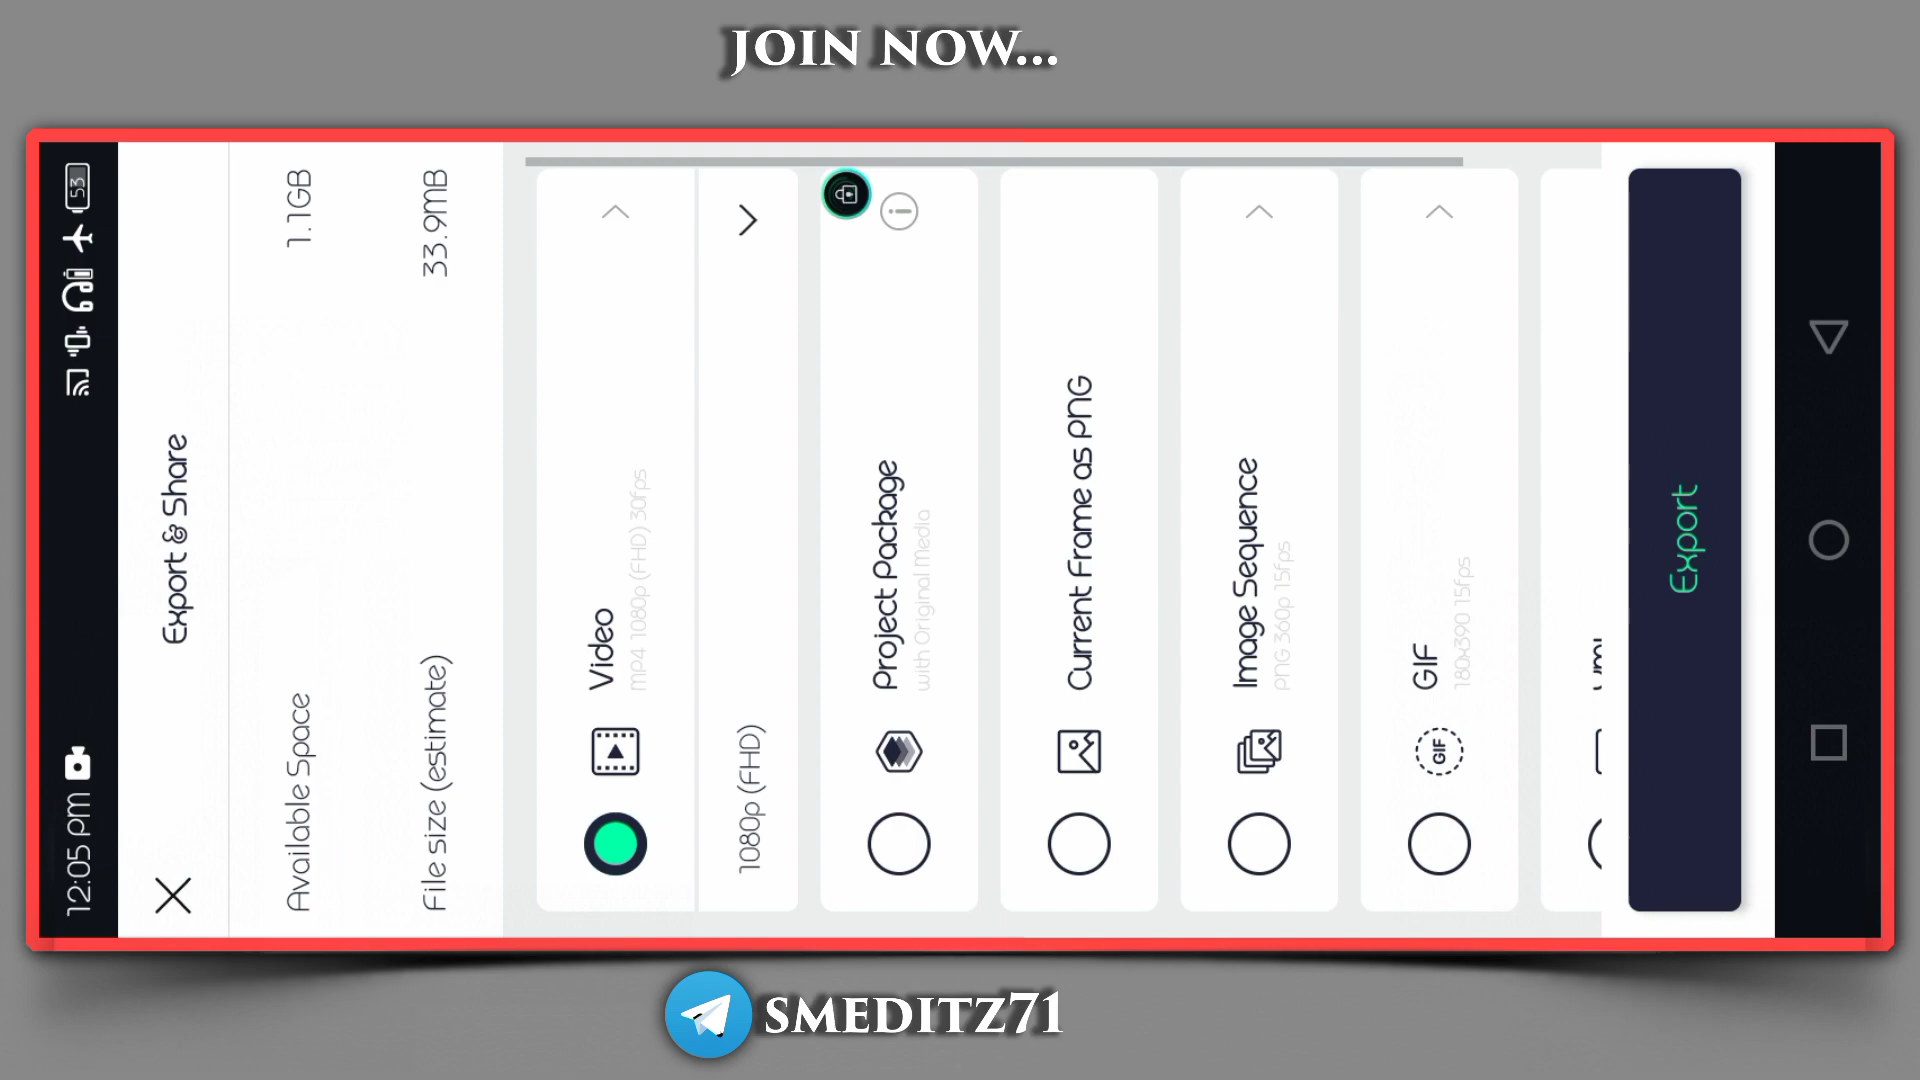 JOIN NOW...
12:05 PM
53
Export & Share
Available Space 1.1GB
File size (estimate) 33.9MB
Video
MP4 1080p (FHD) 30fps
1080p (FHD)
Project Package
with Original Media
Current Frame as PNG
Image Sequence
PNG 360p 15fps
GIF
GIF
180x390 15fps
Export
SMEDITZ71